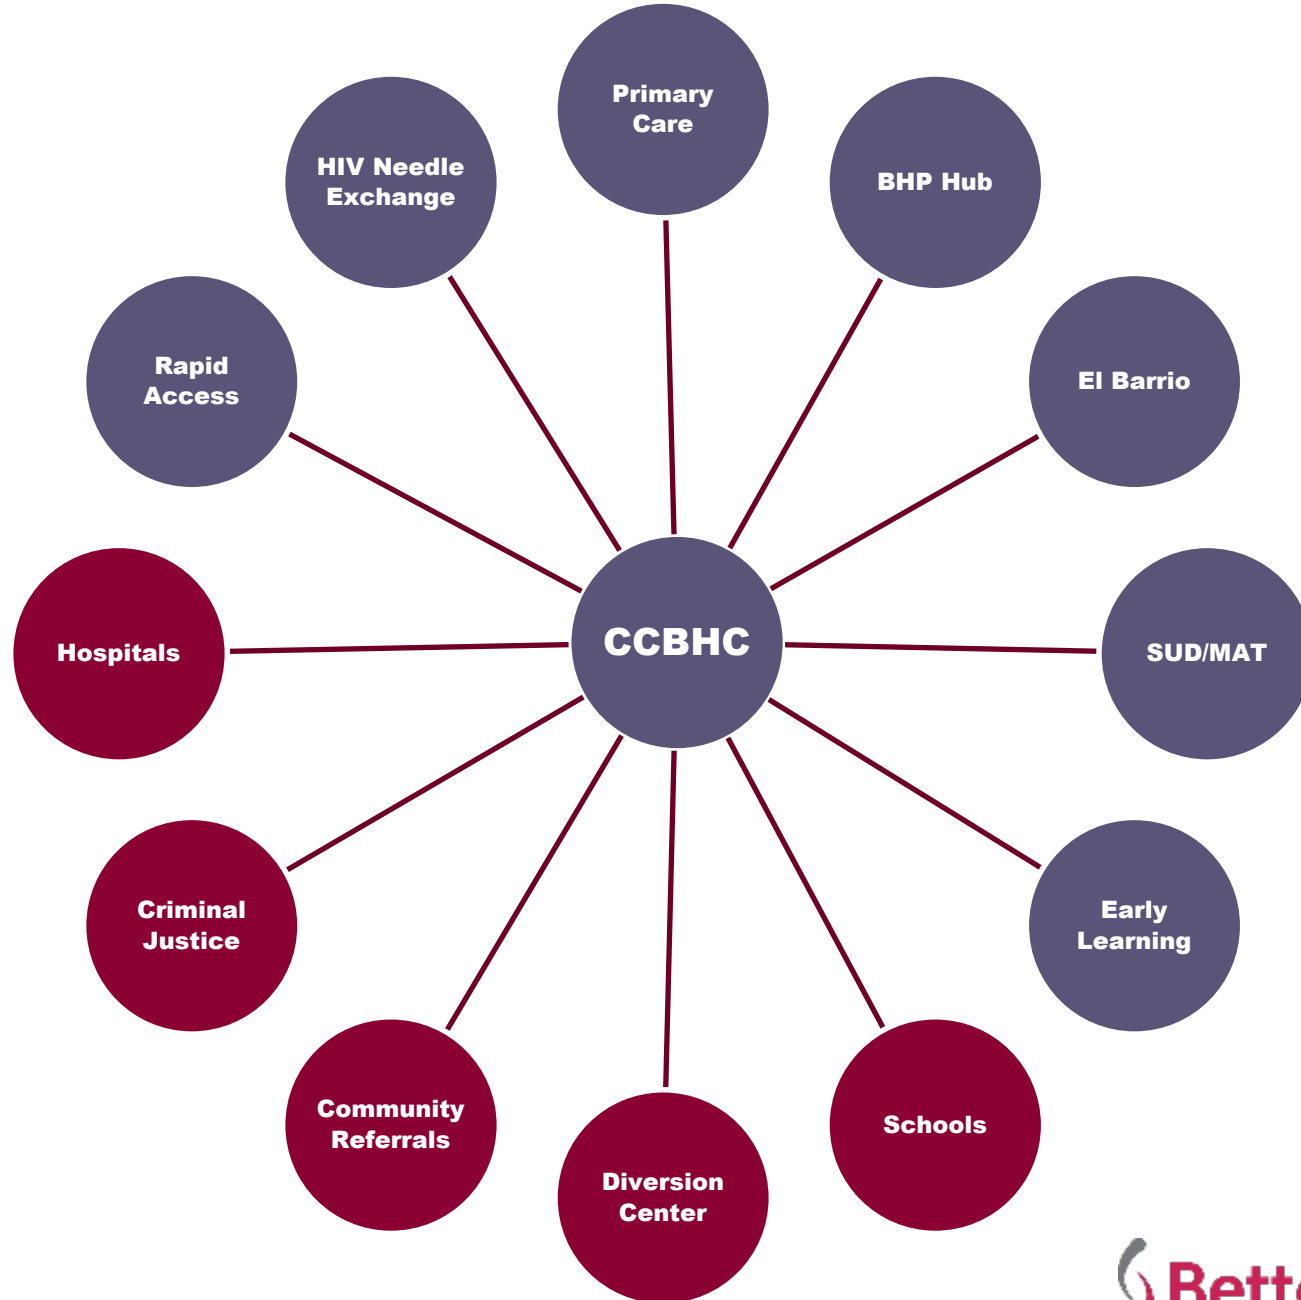 Primary
Care
HIV Needle
Exchange
BHP Hub
Rapid
Access
El Barrio
CCBHC
Hospitals
SUD/MAT
Criminal
Justice
Early
Learning
Community
Referrals
Schools
Diversion
Center